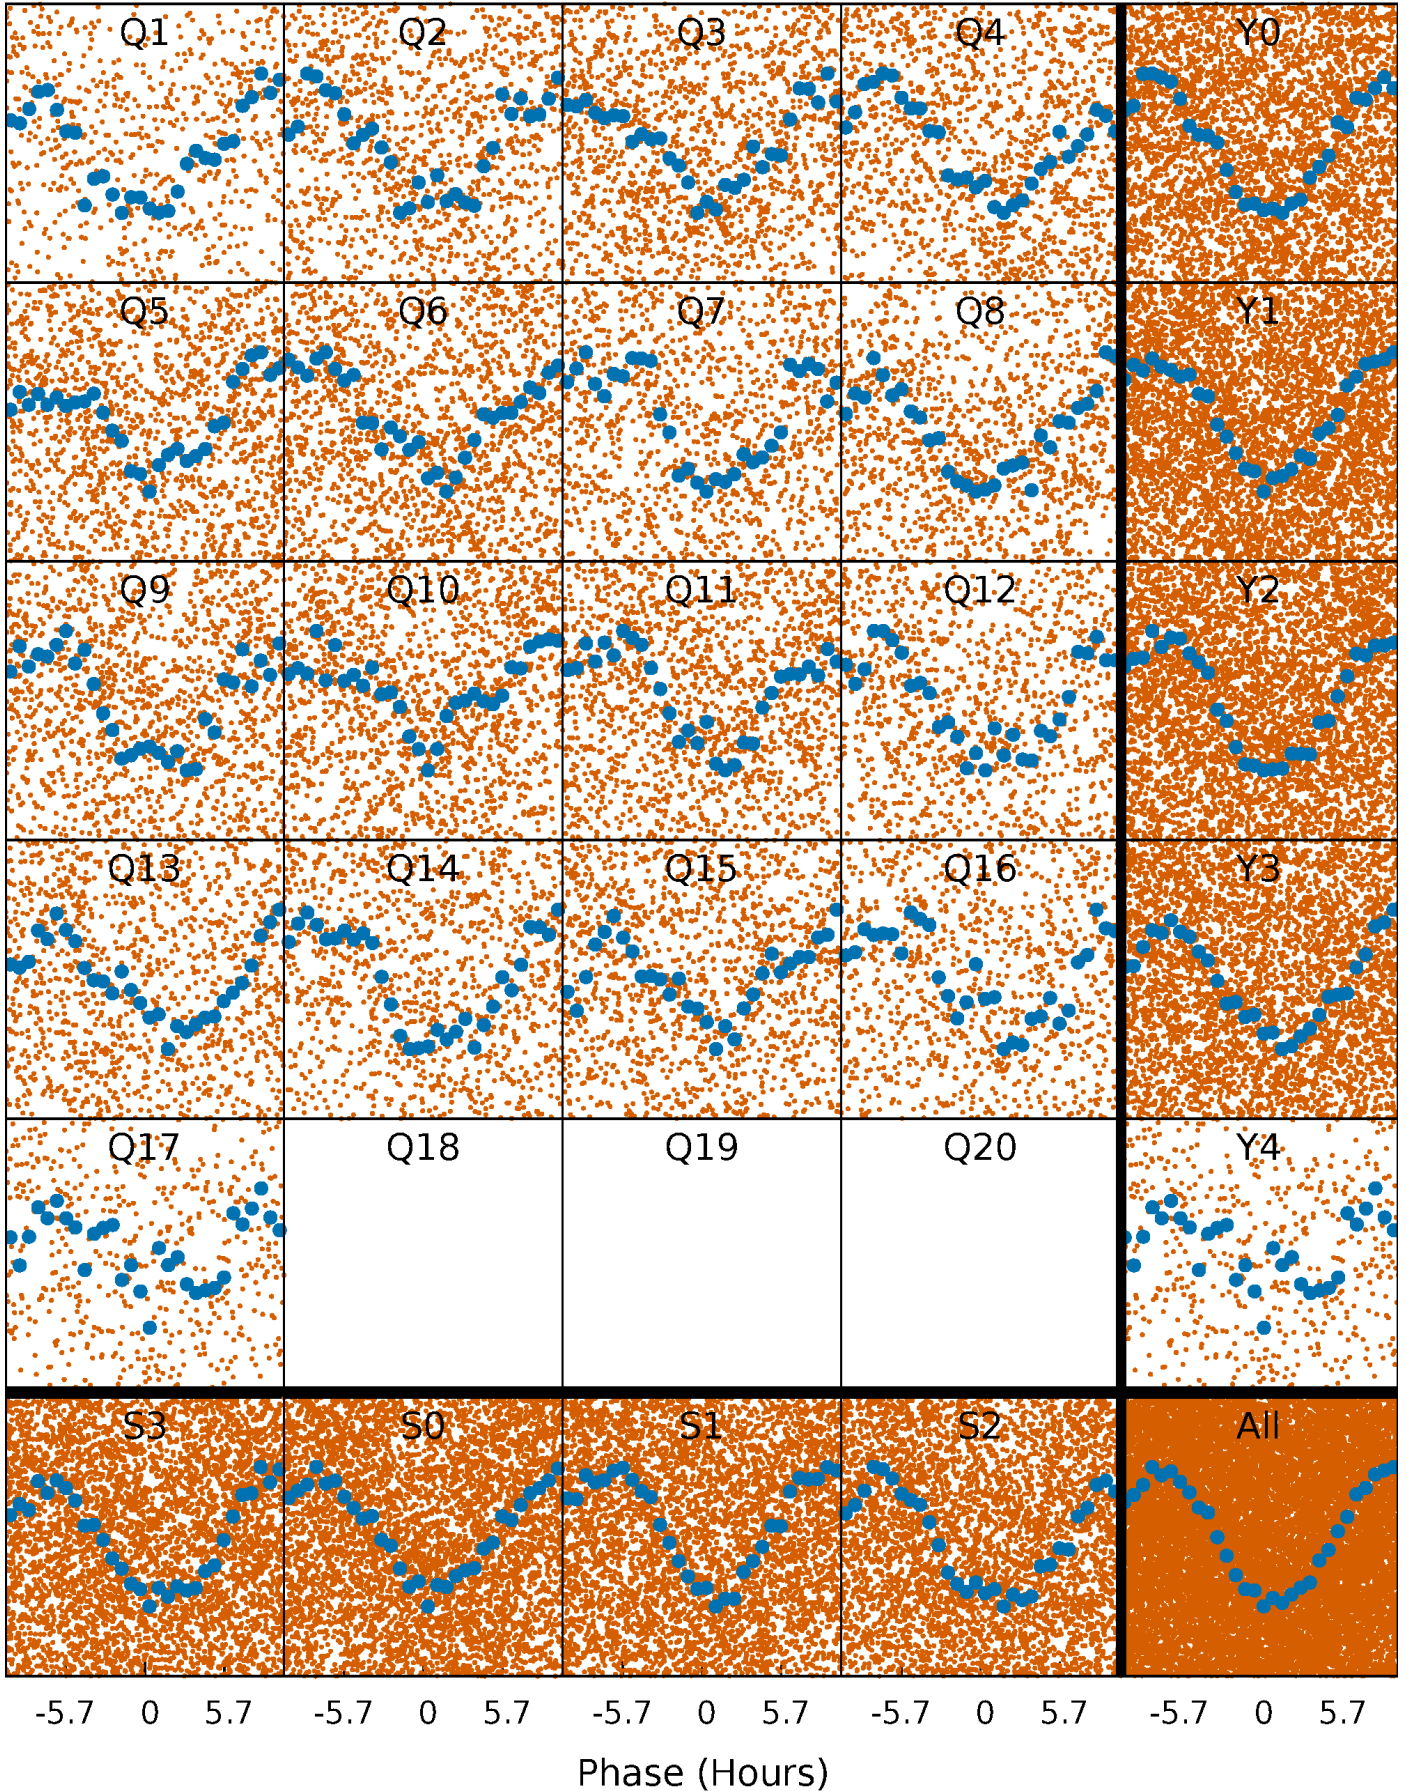 Q1 Q2 Q3 Q4 Y0
Q5 Q6 Q7 Q8 Y1
Q9 Q10 Q11 Q12 Y2
Q13 Q14 Q15 Q16 Y3
Q17 Q18 Q19 Q20 Y4
S3 S0 S1 S2 All
-5.7 0 5.7 -5.7 0 5.7 -5.7 0 5.7 -5.7 0 5.7 -5.7 0 5.7
Phase (Hours)